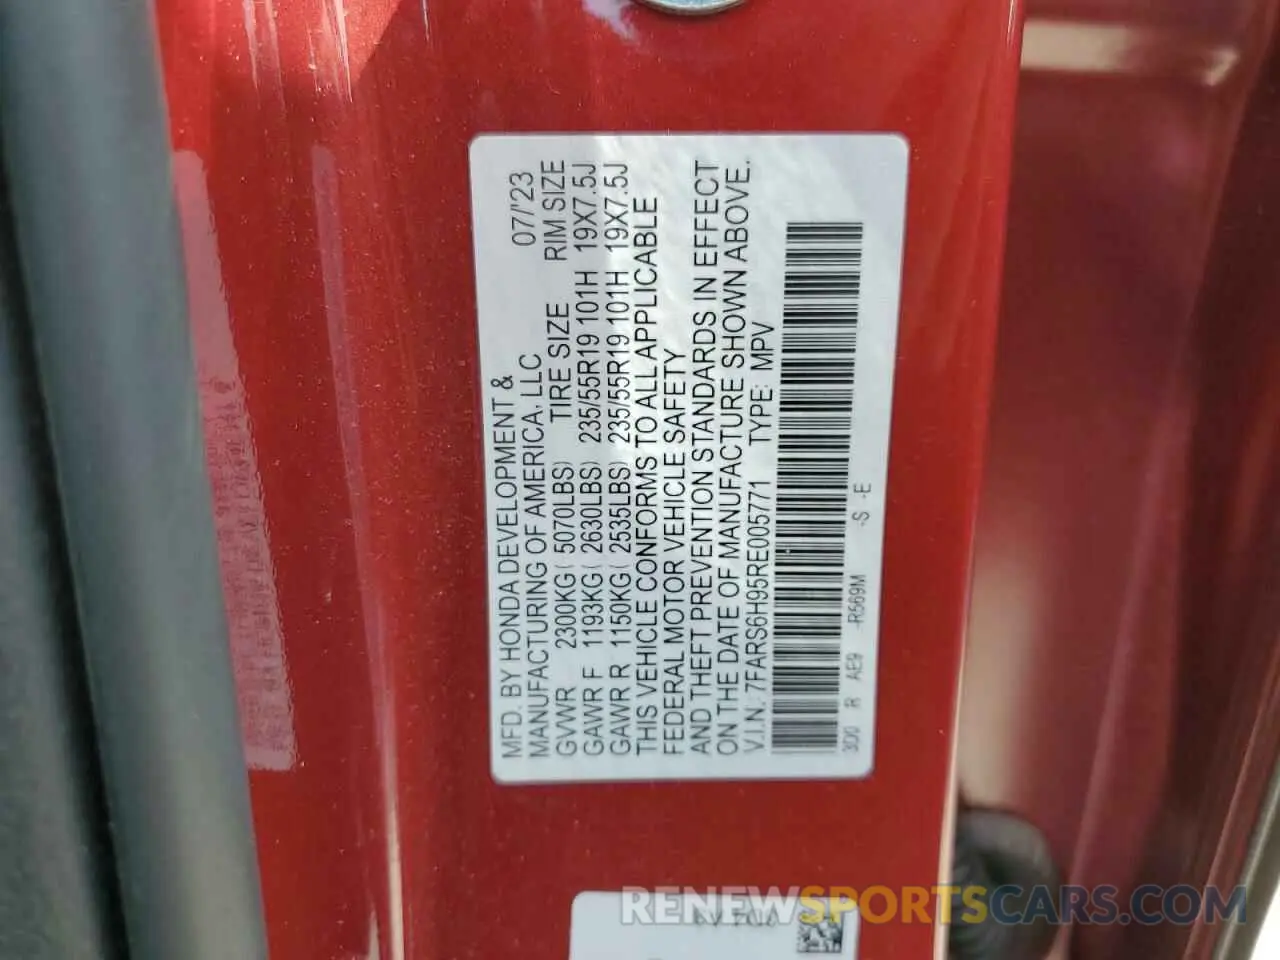 MFD. BY HONDA DEVELOPMENT &
MANUFACTURING OF AMERICA, LLC 07/'23
GVWR 2300KG( 5070LBS) TIRE SIZE RIM SIZE
GAWR F 1193KG( 2630LBS) 235/55R19 101H 19X7.5J
GAWR R 1150KG( 2535LBS) 235/55R19 101H 19X7.5J
THIS VEHICLE CONFORMS TO ALL APPLICABLE
FEDERAL MOTOR VEHICLE SAFETY
AND THEFT PREVENTION STANDARDS IN EFFECT
ON THE DATE OF MANUFACTURE SHOWN ABOVE.
V.I.N.: 7FARS6H95RE005771 TYPE: MPV
3D0 R AE9 -R569M -S -E
RENEWSPORTSCARS.COM